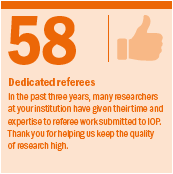 58
Dedicated referees
In the past three years, many researchers
at your institution have given their time and
expertise to referee work submitted to IOP.
Thank you for helping us keep the quality
of research high.